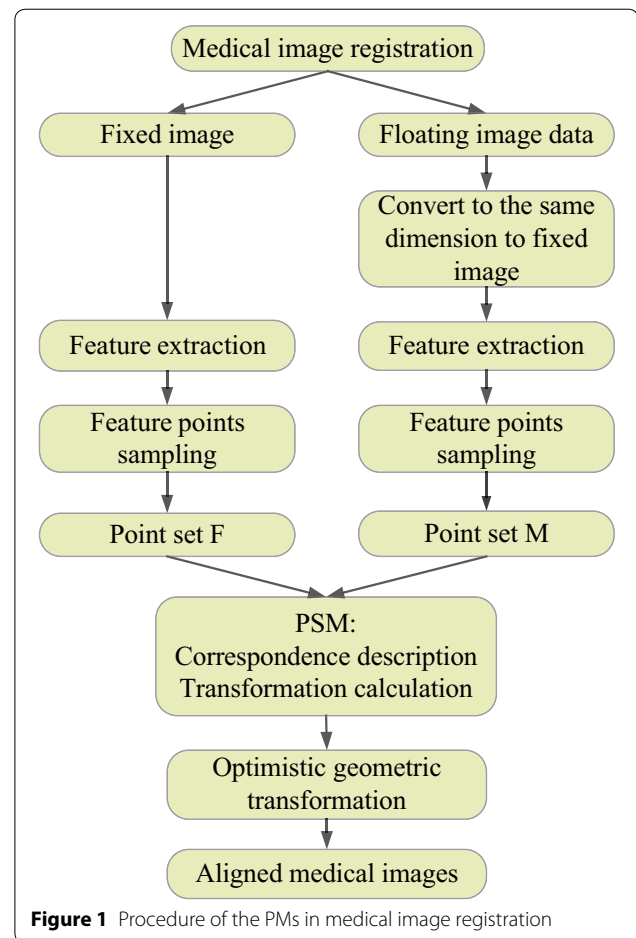 Medical image registration
Fixed image
Floating image data
Convert to the same
dimension to fixed
image
Feature extraction
Feature extraction
Feature points
sampling
Feature points
sampling
Point set F
Point set M
PSM:
Correspondence description
Transformation calculation
Optimistic geometric
transformation
Aligned medical images
Figure 1 Procedure of the PMs in medical image registration